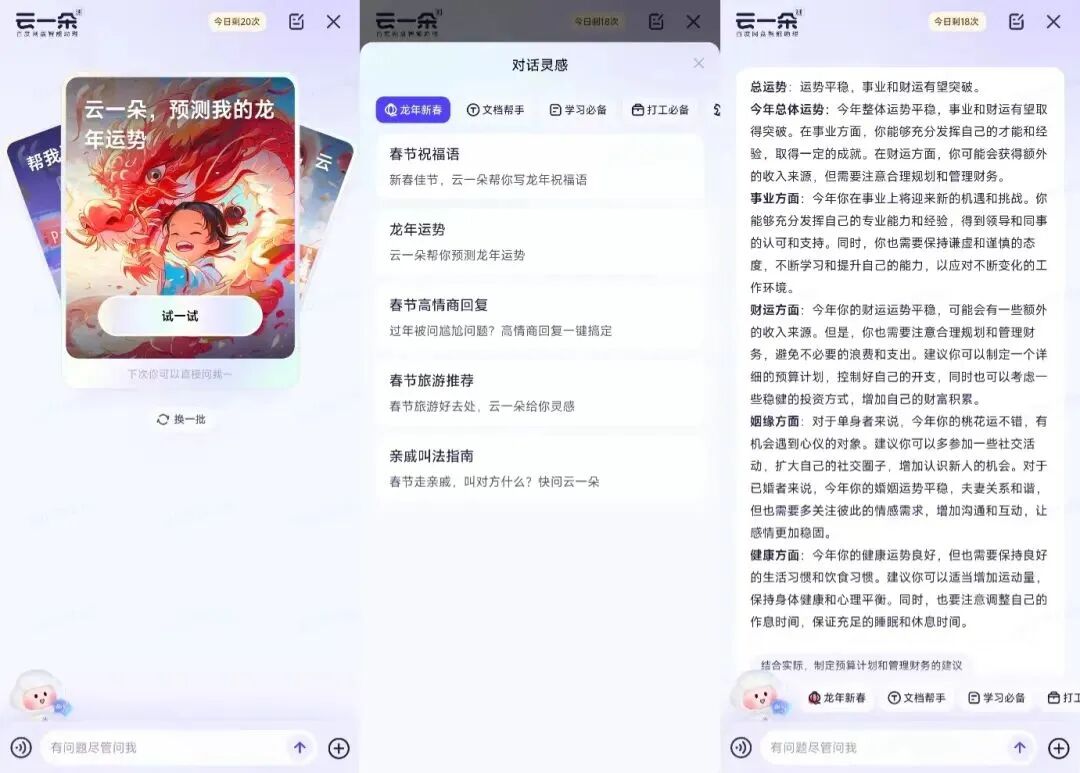 云一朵
百度网盘智能助理
今日剩20次
云一朵，预测我的龙
年运势
帮我
云
试一试
下次你可以直接问我～
换一批
有问题尽管问我
云一朵
百度网盘智能助理
今日剩18次
对话灵感
龙年新春
文档帮手
学习必备
打工必备
春节祝福语
新春佳节，云一朵帮你写龙年祝福语
龙年运势
云一朵帮你预测龙年运势
春节高情商回复
过年被问尴尬问题？高情商回复一键搞定
春节旅游推荐
春节旅游好去处，云一朵给你灵感
亲戚叫法指南
春节走亲戚，叫对方什么？快问云一朵
云一朵
百度网盘智能助理
今日剩18次
总运势：运势平稳，事业和财运有望突破。
今年总体运势：今年整体运势平稳，事业和财运有望取
得突破。在事业方面，你能够充分发挥自己的才能和经
验，取得一定的成就。在财运方面，你可能会获得额外
的收入来源，但需要注意合理规划和管理财务。
事业方面：今年你在事业上将迎来新的机遇和挑战。你
能够充分发挥自己的专业能力和经验，得到领导和同事
的认可和支持。同时，你也需要保持谦虚和谨慎的态
度，不断学习和提升自己的能力，以应对不断变化的工
作环境。
财运方面：今年你的财运运势平稳，可能会有一些额外
的收入来源。但是，你也需要注意合理规划和管理财
务，避免不必要的浪费和支出。建议你可以制定一个详
细的预算计划，控制好自己的开支，同时也可以考虑一
些稳健的投资方式，增加自己的财富积累。
姻缘方面：对于单身者来说，今年你的桃花运不错，有
机会遇到心仪的对象。建议你可以多参加一些社交活
动，扩大自己的社交圈子，增加认识新人的机会。对于
已婚者来说，今年你的婚姻运势平稳，夫妻关系和谐，
但也需要多关注彼此的情感需求，增加沟通和互动，让
感情更加稳固。
健康方面：今年你的健康运势良好，但也需要保持良好
的生活习惯和饮食习惯。建议你可以适当增加运动量，
保持身体健康和心理平衡。同时，也要注意调整自己的
作息时间，保证充足的睡眠和休息时间。
结合实际，制定预算计划和管理财务的建议
龙年新春
文档帮手
学习必备
打工
有问题尽管问我